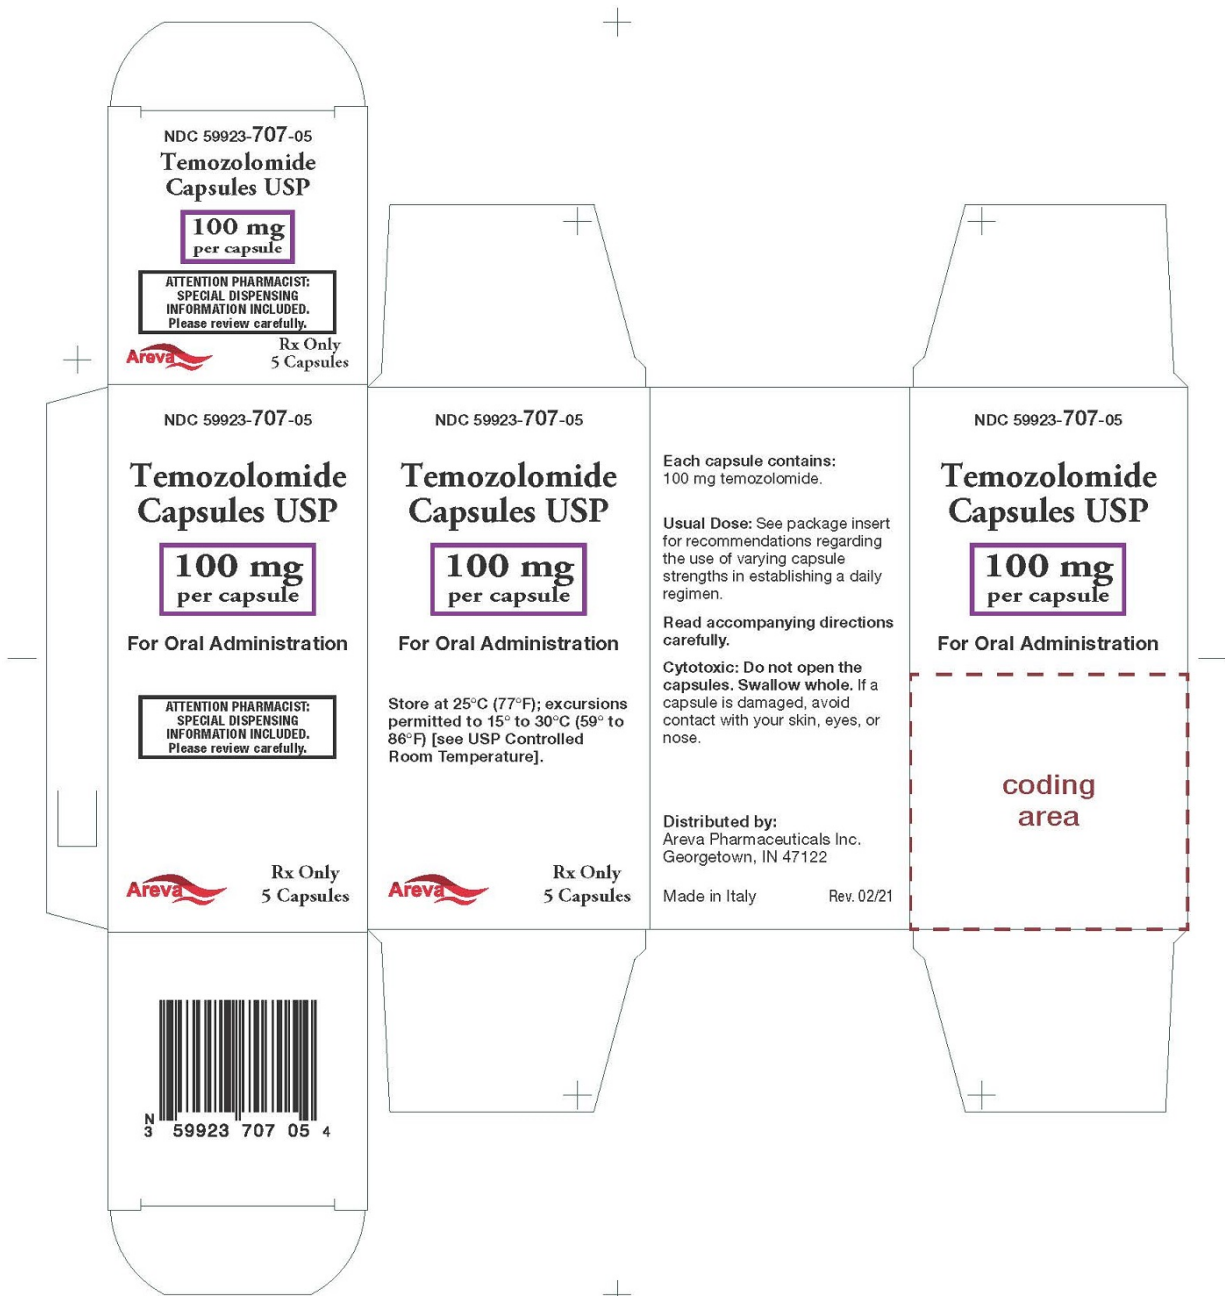 NDC 59923-707-05
Temozolomide
Capsules USP
100 mg
per capsule
ATTENTION PHARMACIST:
SPECIAL DISPENSING
INFORMATION INCLUDED.
Please review carefully.
Areva
Rx Only
5 Capsules
NDC 59923-707-05
Temozolomide
Capsules USP
100 mg
per capsule
For Oral Administration
ATTENTION PHARMACIST:
SPECIAL DISPENSING
INFORMATION INCLUDED.
Please review carefully.
Areva
Rx Only
5 Capsules
NDC 59923-707-05
Temozolomide
Capsules USP
100 mg
per capsule
For Oral Administration
Store at 25°C (77°F); excursions
permitted to 15° to 30°C (59° to
86°F) [see USP Controlled
Room Temperature].
Areva
Rx Only
5 Capsules
Each capsule contains:
100 mg temozolomide.
Usual Dose: See package insert
for recommendations regarding
the use of varying capsule
strengths in establishing a daily
regimen.
Read accompanying directions
carefully.
Cytotoxic: Do not open the
capsules. Swallow whole. If a
capsule is damaged, avoid
contact with your skin, eyes, or
nose.
Distributed by:
Areva Pharmaceuticals Inc.
Georgetown, IN 47122
Made in Italy Rev. 02/21
NDC 59923-707-05
Temozolomide
Capsules USP
100 mg
per capsule
For Oral Administration
coding
area
N
3 59923 707 05 4